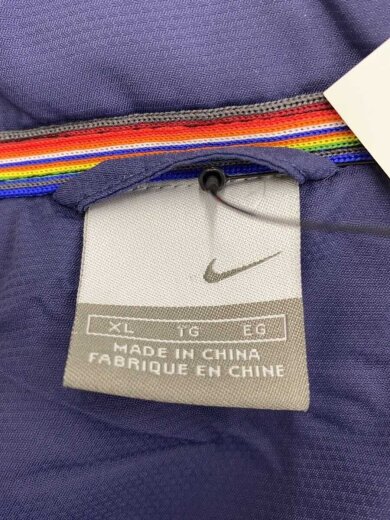 XL TG EG
MADE IN CHINA
FABRIQUE EN CHINE